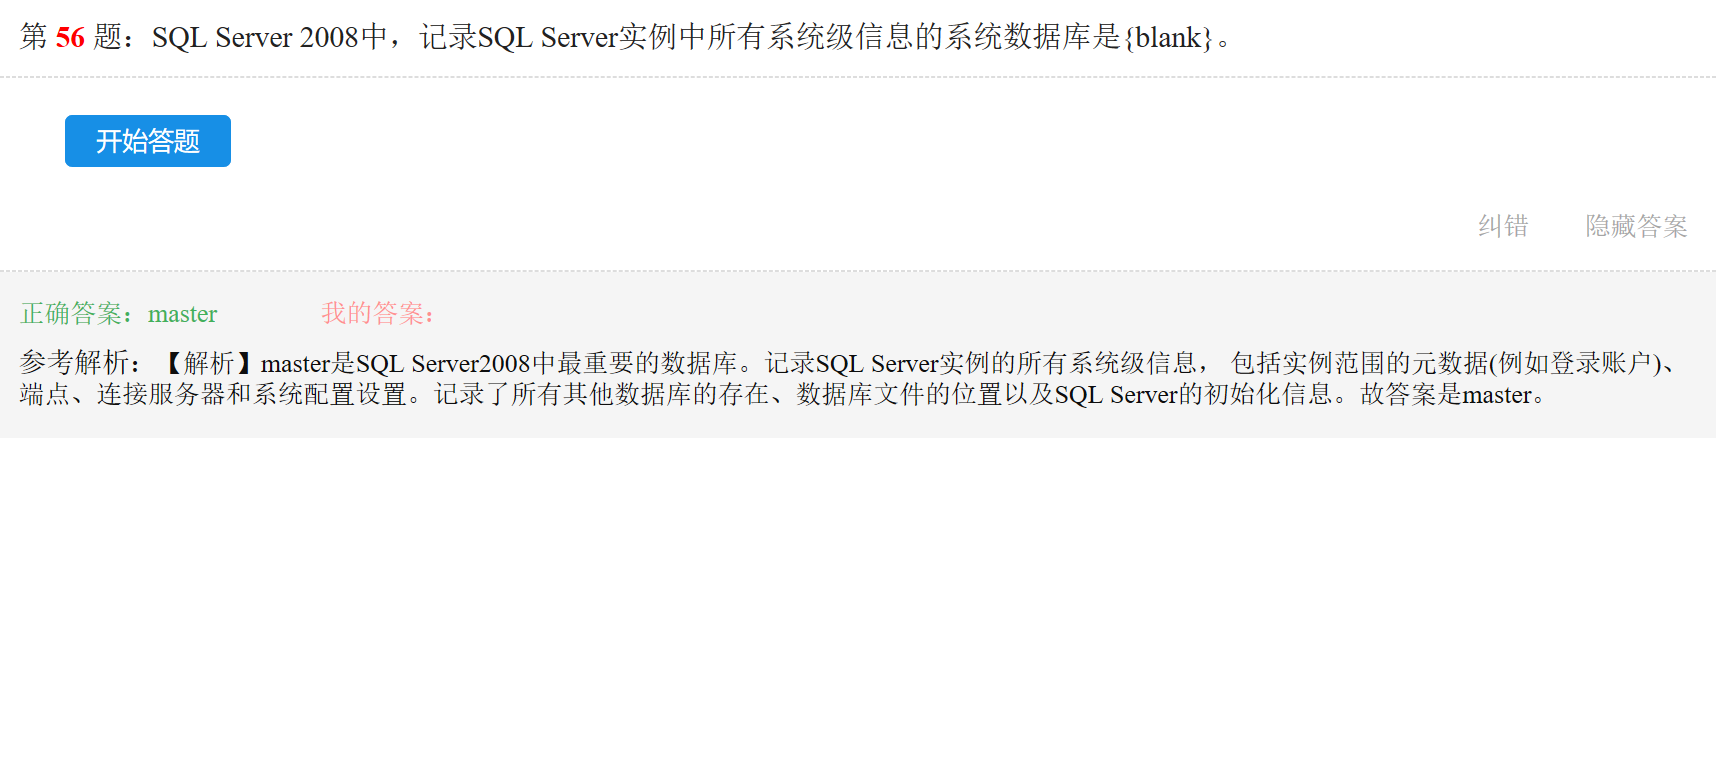 第 56 题：SQL Server 2008中，记录SQL Server实例中所有系统级信息的系统数据库是{blank}。
开始答题
纠错 隐藏答案
正确答案：master 我的答案：
参考解析：【解析】master是SQL Server2008中最重要的数据库。记录SQL Server实例的所有系统级信息， 包括实例范围的元数据(例如登录账户)、
端点、连接服务器和系统配置设置。记录了所有其他数据库的存在、数据库文件的位置以及SQL Server的初始化信息。故答案是master。